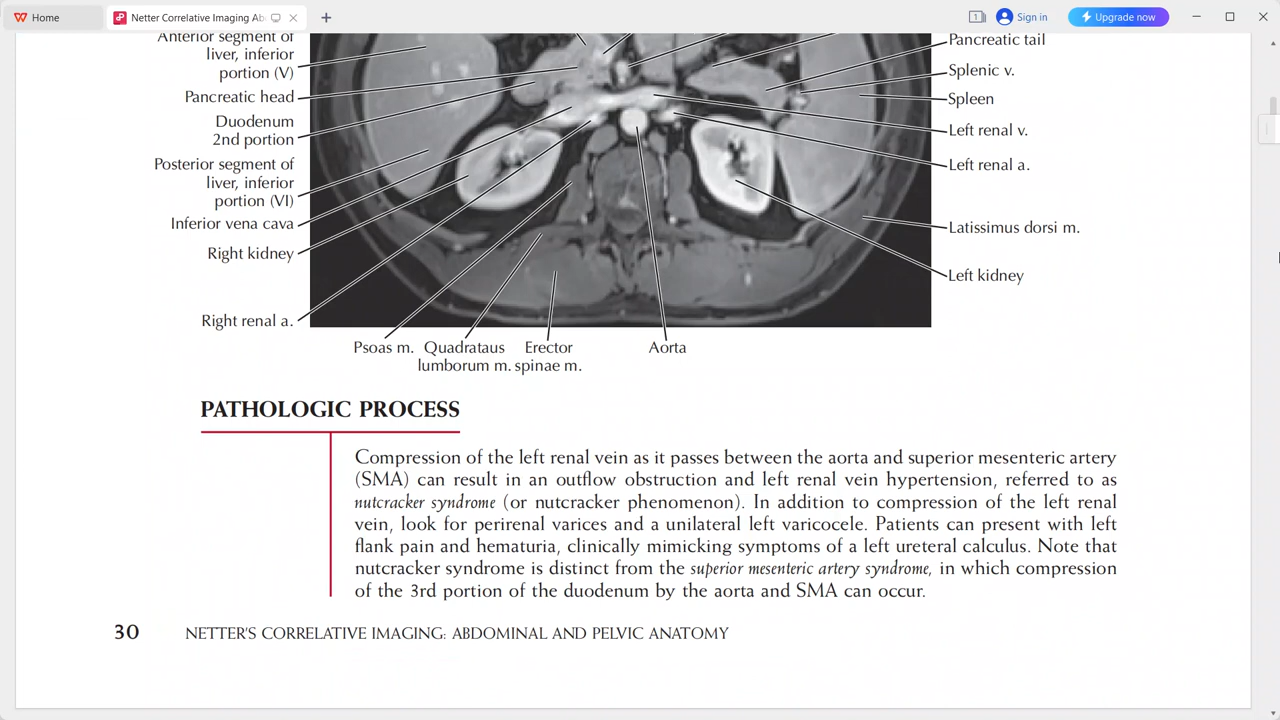 Home
Netter Correlative Imaging Ab
1
Sign in
Upgrade now
Anterior segment of
liver, inferior
portion (V)
Pancreatic head
Duodenum
2nd portion
Posterior segment of
liver, inferior
portion (VI)
Inferior vena cava
Right kidney
Right renal a.
Pancreatic tail
Splenic v.
Spleen
Left renal v.
Left renal a.
Latissimus dorsi m.
Left kidney
Psoas m. Quadrataus Erector Aorta
lumborum m. spinae m.
PATHOLOGIC PROCESS
Compression of the left renal vein as it passes between the aorta and superior mesenteric artery
(SMA) can result in an outflow obstruction and left renal vein hypertension, referred to as
nutcracker syndrome (or nutcracker phenomenon). In addition to compression of the left renal
vein, look for perirenal varices and a unilateral left varicocele. Patients can present with left
flank pain and hematuria, clinically mimicking symptoms of a left ureteral calculus. Note that
nutcracker syndrome is distinct from the superior mesenteric artery syndrome, in which compression
of the 3rd portion of the duodenum by the aorta and SMA can occur.
30 NETTER'S CORRELATIVE IMAGING: ABDOMINAL AND PELVIC ANATOMY